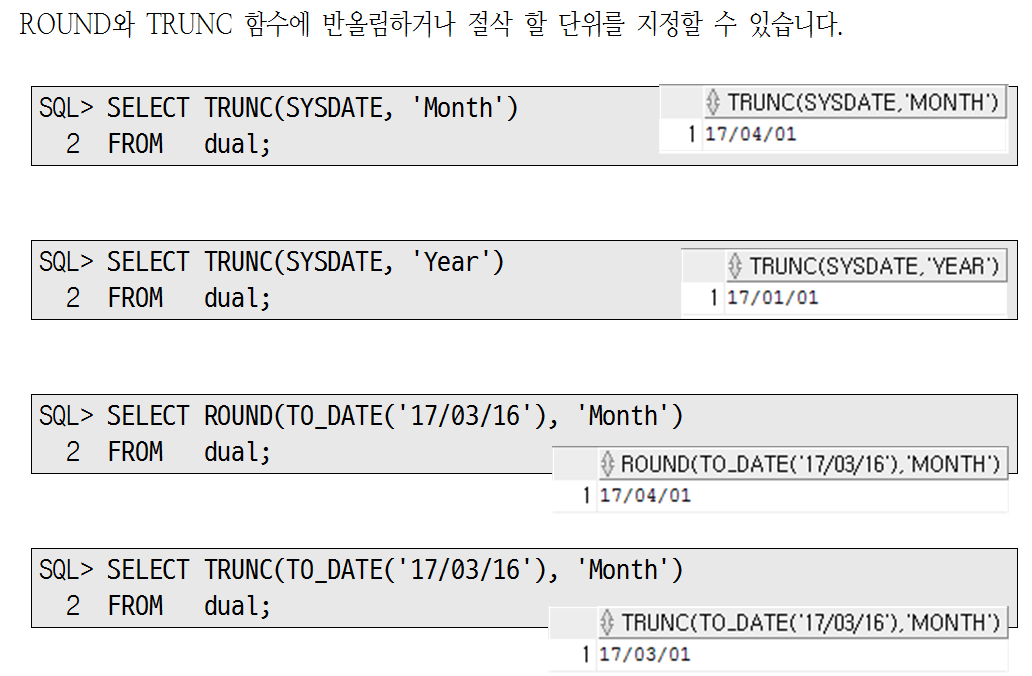 ROUND와 TRUNC 함수에 반올림하거나 절삭 할 단위를 지정할 수 있습니다.
SQL> SELECT TRUNC(SYSDATE, 'Month')
2 FROM dual;
TRUNC(SYSDATE,'MONTH')
1 17/04/01
SQL> SELECT TRUNC(SYSDATE, 'Year')
2 FROM dual;
TRUNC(SYSDATE,'YEAR')
1 17/01/01
SQL> SELECT ROUND(TO_DATE('17/03/16'), 'Month')
2 FROM dual;
ROUND(TO_DATE('17/03/16'),'MONTH')
1 17/04/01
SQL> SELECT TRUNC(TO_DATE('17/03/16'), 'Month')
2 FROM dual;
TRUNC(TO_DATE('17/03/16'),'MONTH')
1 17/03/01